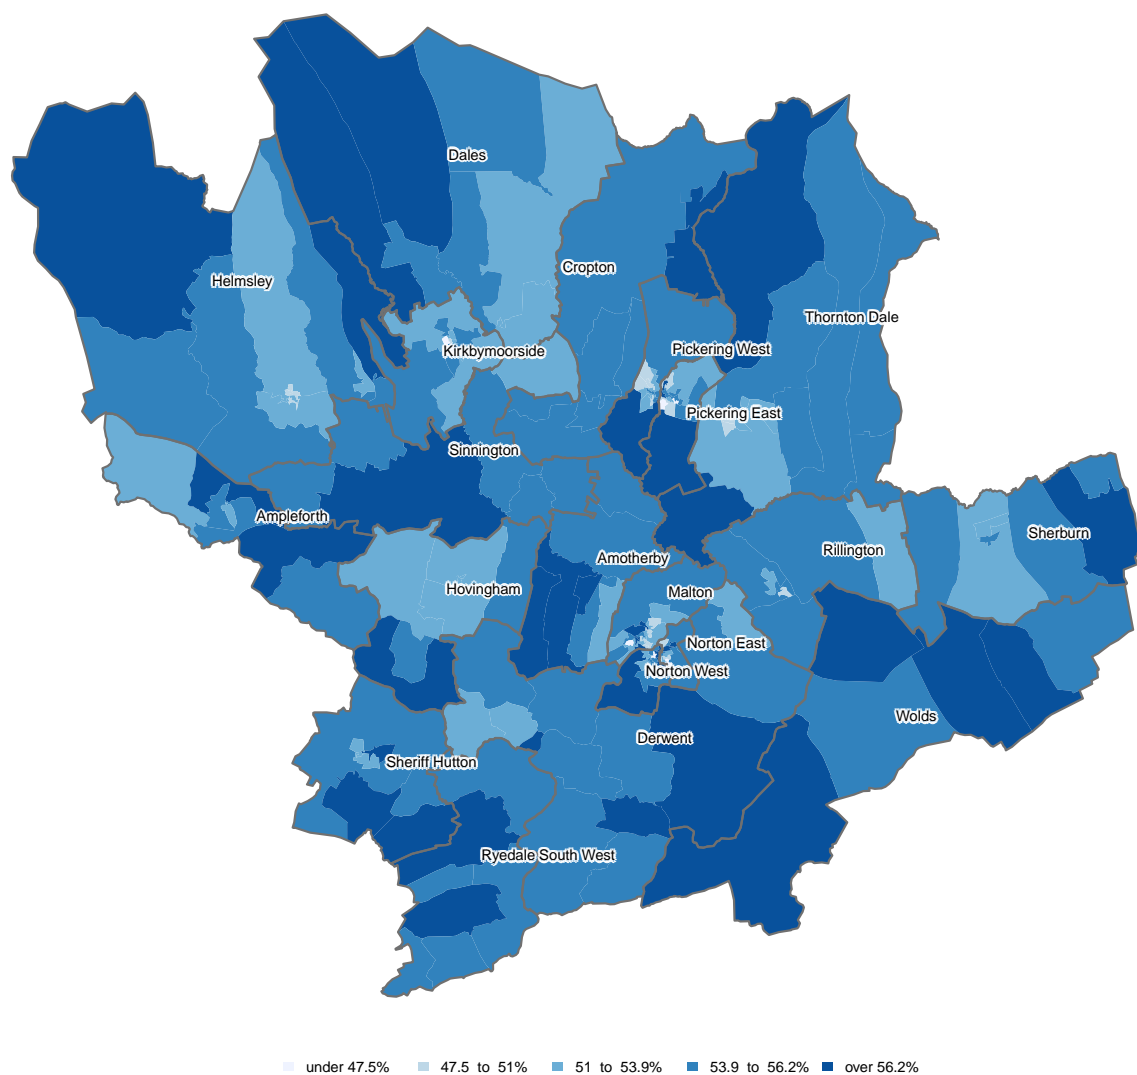 Dales
Cropton
Helmsley
Thornton Dale
Kirkbymoorside
Pickering West
Pickering East
Sinnington
Ampleforth
Sherburn
Rillington
Amotherby
Hovingham
Malton
Norton East
Norton West
Wolds
Derwent
Sheriff Hutton
Ryedale South West
under 47.5% 47.5 to 51% 51 to 53.9% 53.9 to 56.2% over 56.2%